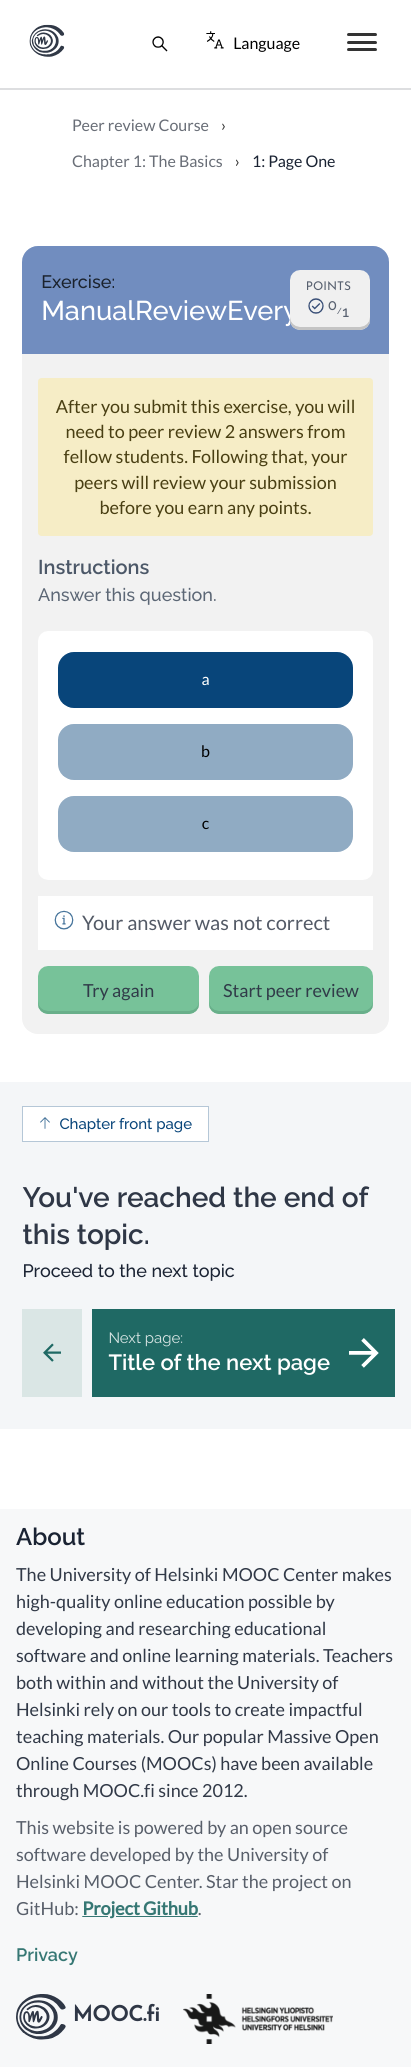 Language
Peer review Course ›
Chapter 1: The Basics › 1: Page One
Exercise:
ManualReviewEvery
POINTS
0/1
After you submit this exercise, you will
need to peer review 2 answers from
fellow students. Following that, your
peers will review your submission
before you earn any points.
Instructions
Answer this question.
a
b
c
Your answer was not correct
Try again
Start peer review
Chapter front page
You've reached the end of
this topic.
Proceed to the next topic
Next page:
Title of the next page
About
The University of Helsinki MOOC Center makes
high-quality online education possible by
developing and researching educational
software and online learning materials. Teachers
both within and without the University of
Helsinki rely on our tools to create impactful
teaching materials. Our popular Massive Open
Online Courses (MOOCs) have been available
through MOOC.fi since 2012.
This website is powered by an open source
software developed by the University of
Helsinki MOOC Center. Star the project on
GitHub: Project Github.
Privacy
MOOC.fi
HELSINGIN YLIOPISTO
HELSINGFORS UNIVERSITET
UNIVERSITY OF HELSINKI